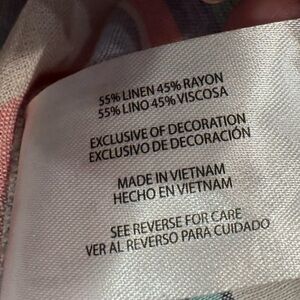 55% LINEN 45% RAYON
55% LINO 45% VISCOSA
EXCLUSIVE OF DECORATION
EXCLUSIVO DE DECORACIÓN
MADE IN VIETNAM
HECHO EN VIETNAM
SEE REVERSE FOR CARE
VER AL REVERSO PARA CUIDADO